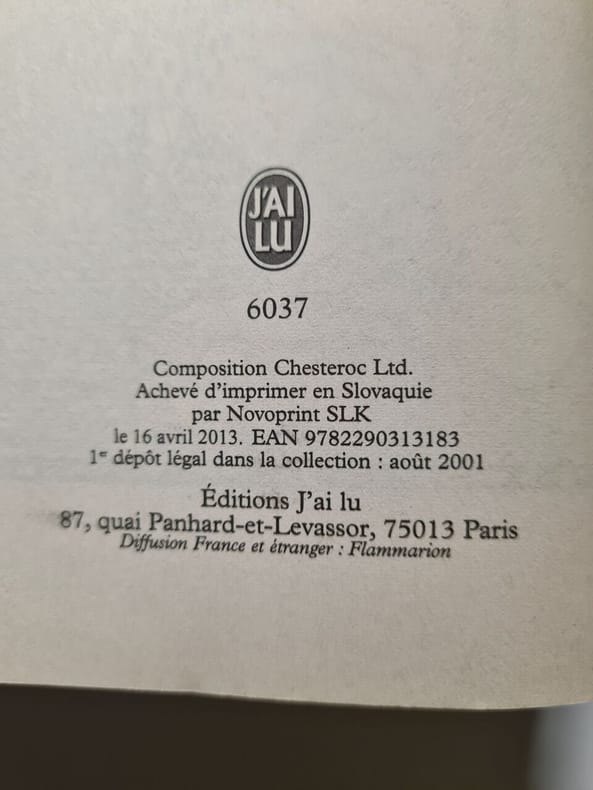 J'AI
LU
6037
Composition Chesteroc Ltd.
Achevé d'imprimer en Slovaquie
par Novoprint SLK
le 16 avril 2013. EAN 9782290313183
1er dépôt légal dans la collection : août 2001
Éditions J'ai lu
87, quai Panhard-et-Levassor, 75013 Paris
Diffusion France et étranger : Flammarion